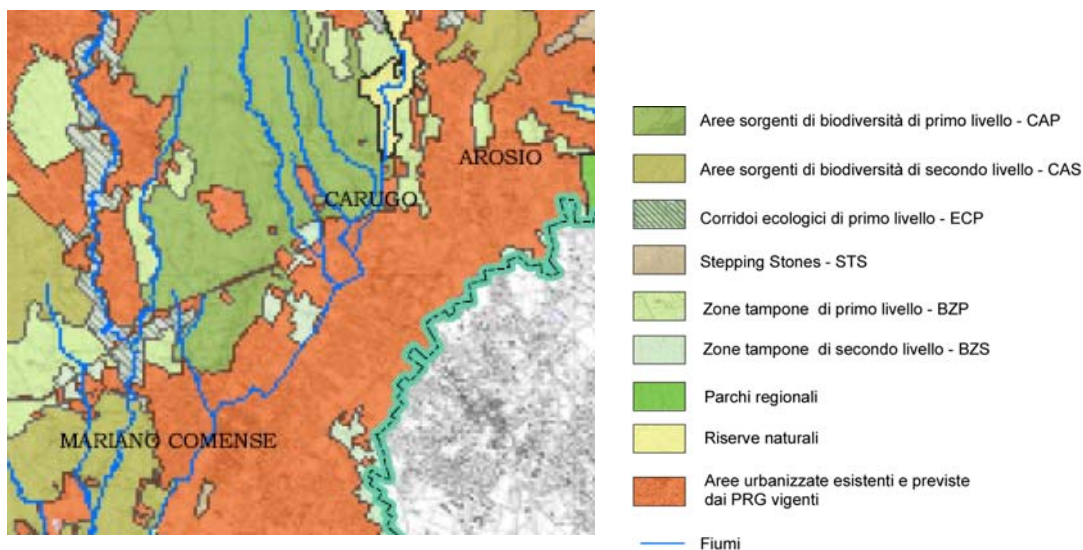 AROSIO
CARUGO
MARIANO COMENSE
Aree sorgenti di biodiversità di primo livello - CAP
Aree sorgenti di biodiversità di secondo livello - CAS
Corridoi ecologici di primo livello - ECP
Stepping Stones - STS
Zone tampone di primo livello - BZP
Zone tampone di secondo livello - BZS
Parchi regionali
Riserve naturali
Aree urbanizzate esistenti e previste
dai PRG vigenti
Fiumi